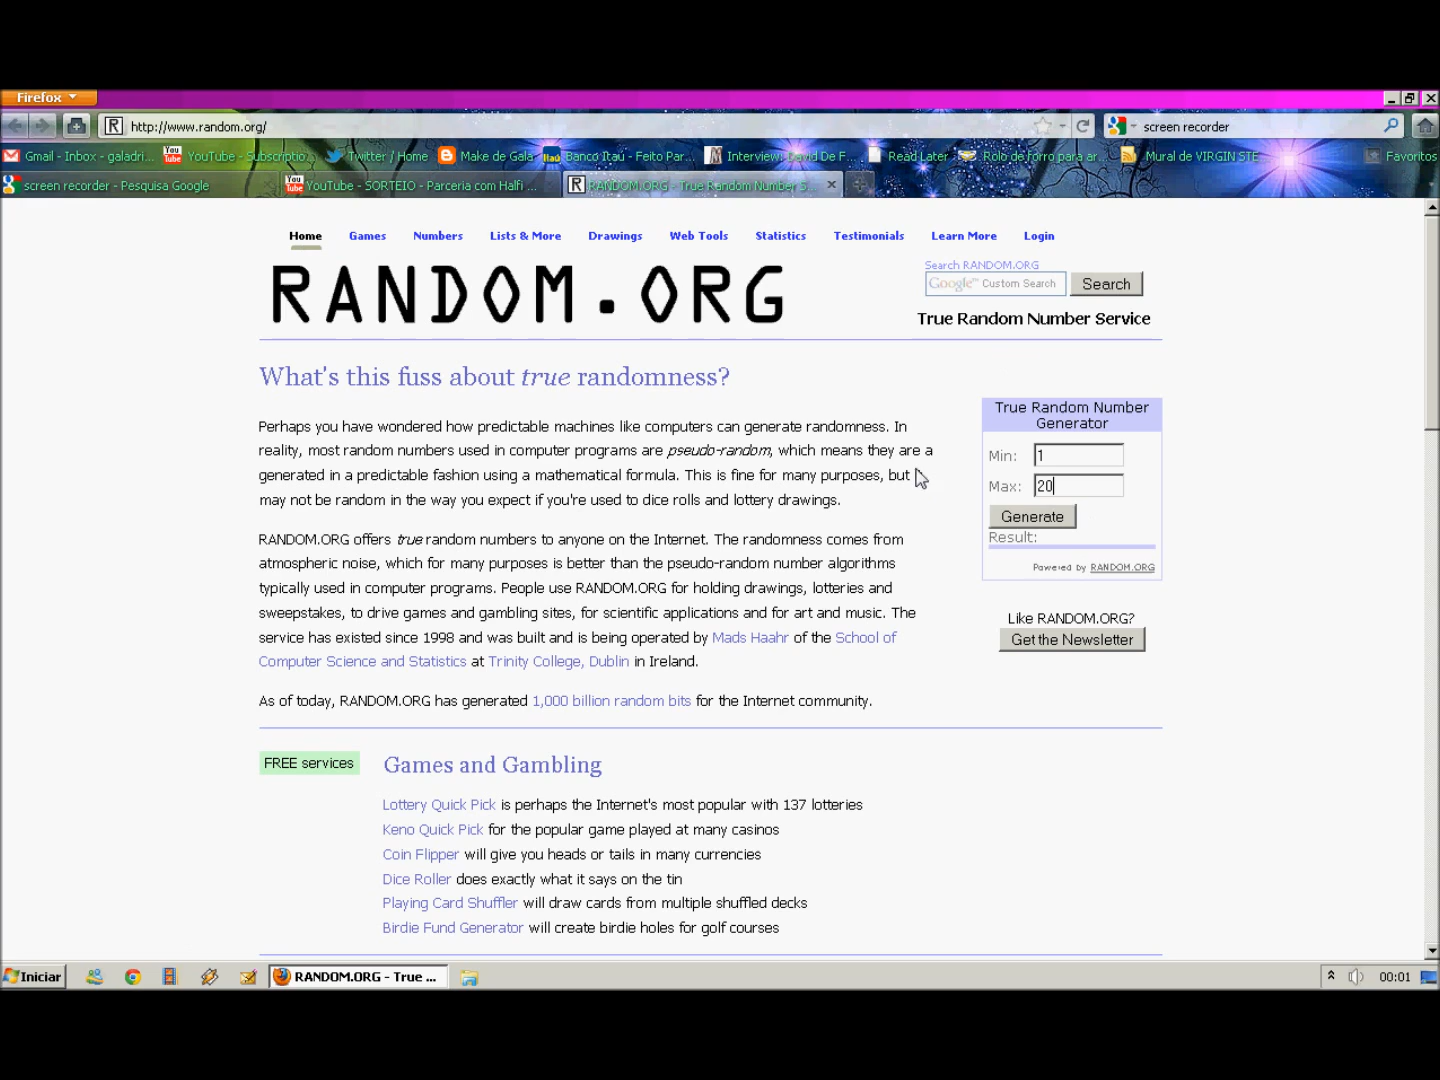 Firefox
http://www.random.org/
screen recorder
Gmail - Inbox - galadri...
YouTube - Subscriptio...
Twitter / Home
Make de Gala
Banco Itaú - Feito Par...
Interview: David De F...
Read Later
Rolo de forro para ar...
Mural de VIRGIN STE
Favoritos
screen recorder - Pesquisa Google
YouTube - SORTEIO - Parceria com Halfi ...
RANDOM.ORG - True Random Number S...
Home Games Numbers Lists & More Drawings Web Tools Statistics Testimonials Learn More Login
RANDOM.ORG
Search RANDOM.ORG
Google™ Custom Search
Search
True Random Number Service
What's this fuss about true randomness?
Perhaps you have wondered how predictable machines like computers can generate randomness. In
reality, most random numbers used in computer programs are pseudo-random, which means they are a
generated in a predictable fashion using a mathematical formula. This is fine for many purposes, but
may not be random in the way you expect if you're used to dice rolls and lottery drawings.
RANDOM.ORG offers true random numbers to anyone on the Internet. The randomness comes from
atmospheric noise, which for many purposes is better than the pseudo-random number algorithms
typically used in computer programs. People use RANDOM.ORG for holding drawings, lotteries and
sweepstakes, to drive games and gambling sites, for scientific applications and for art and music. The
service has existed since 1998 and was built and is being operated by Mads Haahr of the School of
Computer Science and Statistics at Trinity College, Dublin in Ireland.
As of today, RANDOM.ORG has generated 1,000 billion random bits for the Internet community.
True Random Number
Generator
Min: 1
Max: 20
Generate
Result:
Powered by RANDOM.ORG
Like RANDOM.ORG?
Get the Newsletter
FREE services
Games and Gambling
Lottery Quick Pick is perhaps the Internet's most popular with 137 lotteries
Keno Quick Pick for the popular game played at many casinos
Coin Flipper will give you heads or tails in many currencies
Dice Roller does exactly what it says on the tin
Playing Card Shuffler will draw cards from multiple shuffled decks
Birdie Fund Generator will create birdie holes for golf courses
Iniciar
RANDOM.ORG - True ...
00:01